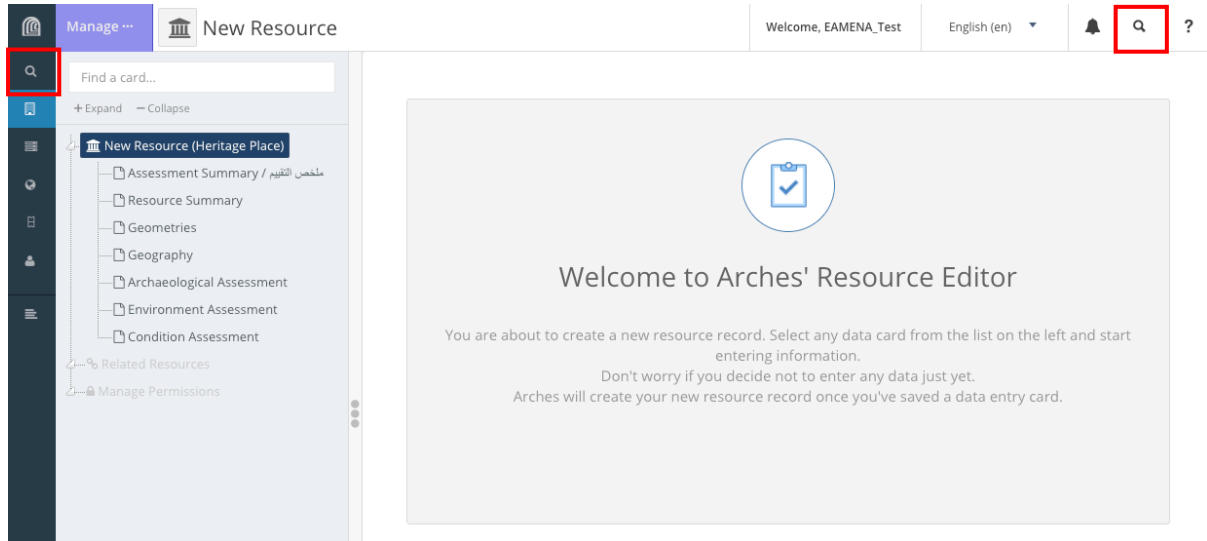 Manage ···
New Resource
Welcome, EAMENA_Test
English (en)
?
Find a card...
+ Expand
− Collapse
New Resource (Heritage Place)
Assessment Summary / ملخص التقييم
Resource Summary
Geometries
Geography
Archaeological Assessment
Environment Assessment
Condition Assessment
Related Resources
Manage Permissions
Welcome to Arches' Resource Editor
You are about to create a new resource record. Select any data card from the list on the left and start
entering information.
Don't worry if you decide not to enter any data just yet.
Arches will create your new resource record once you've saved a data entry card.